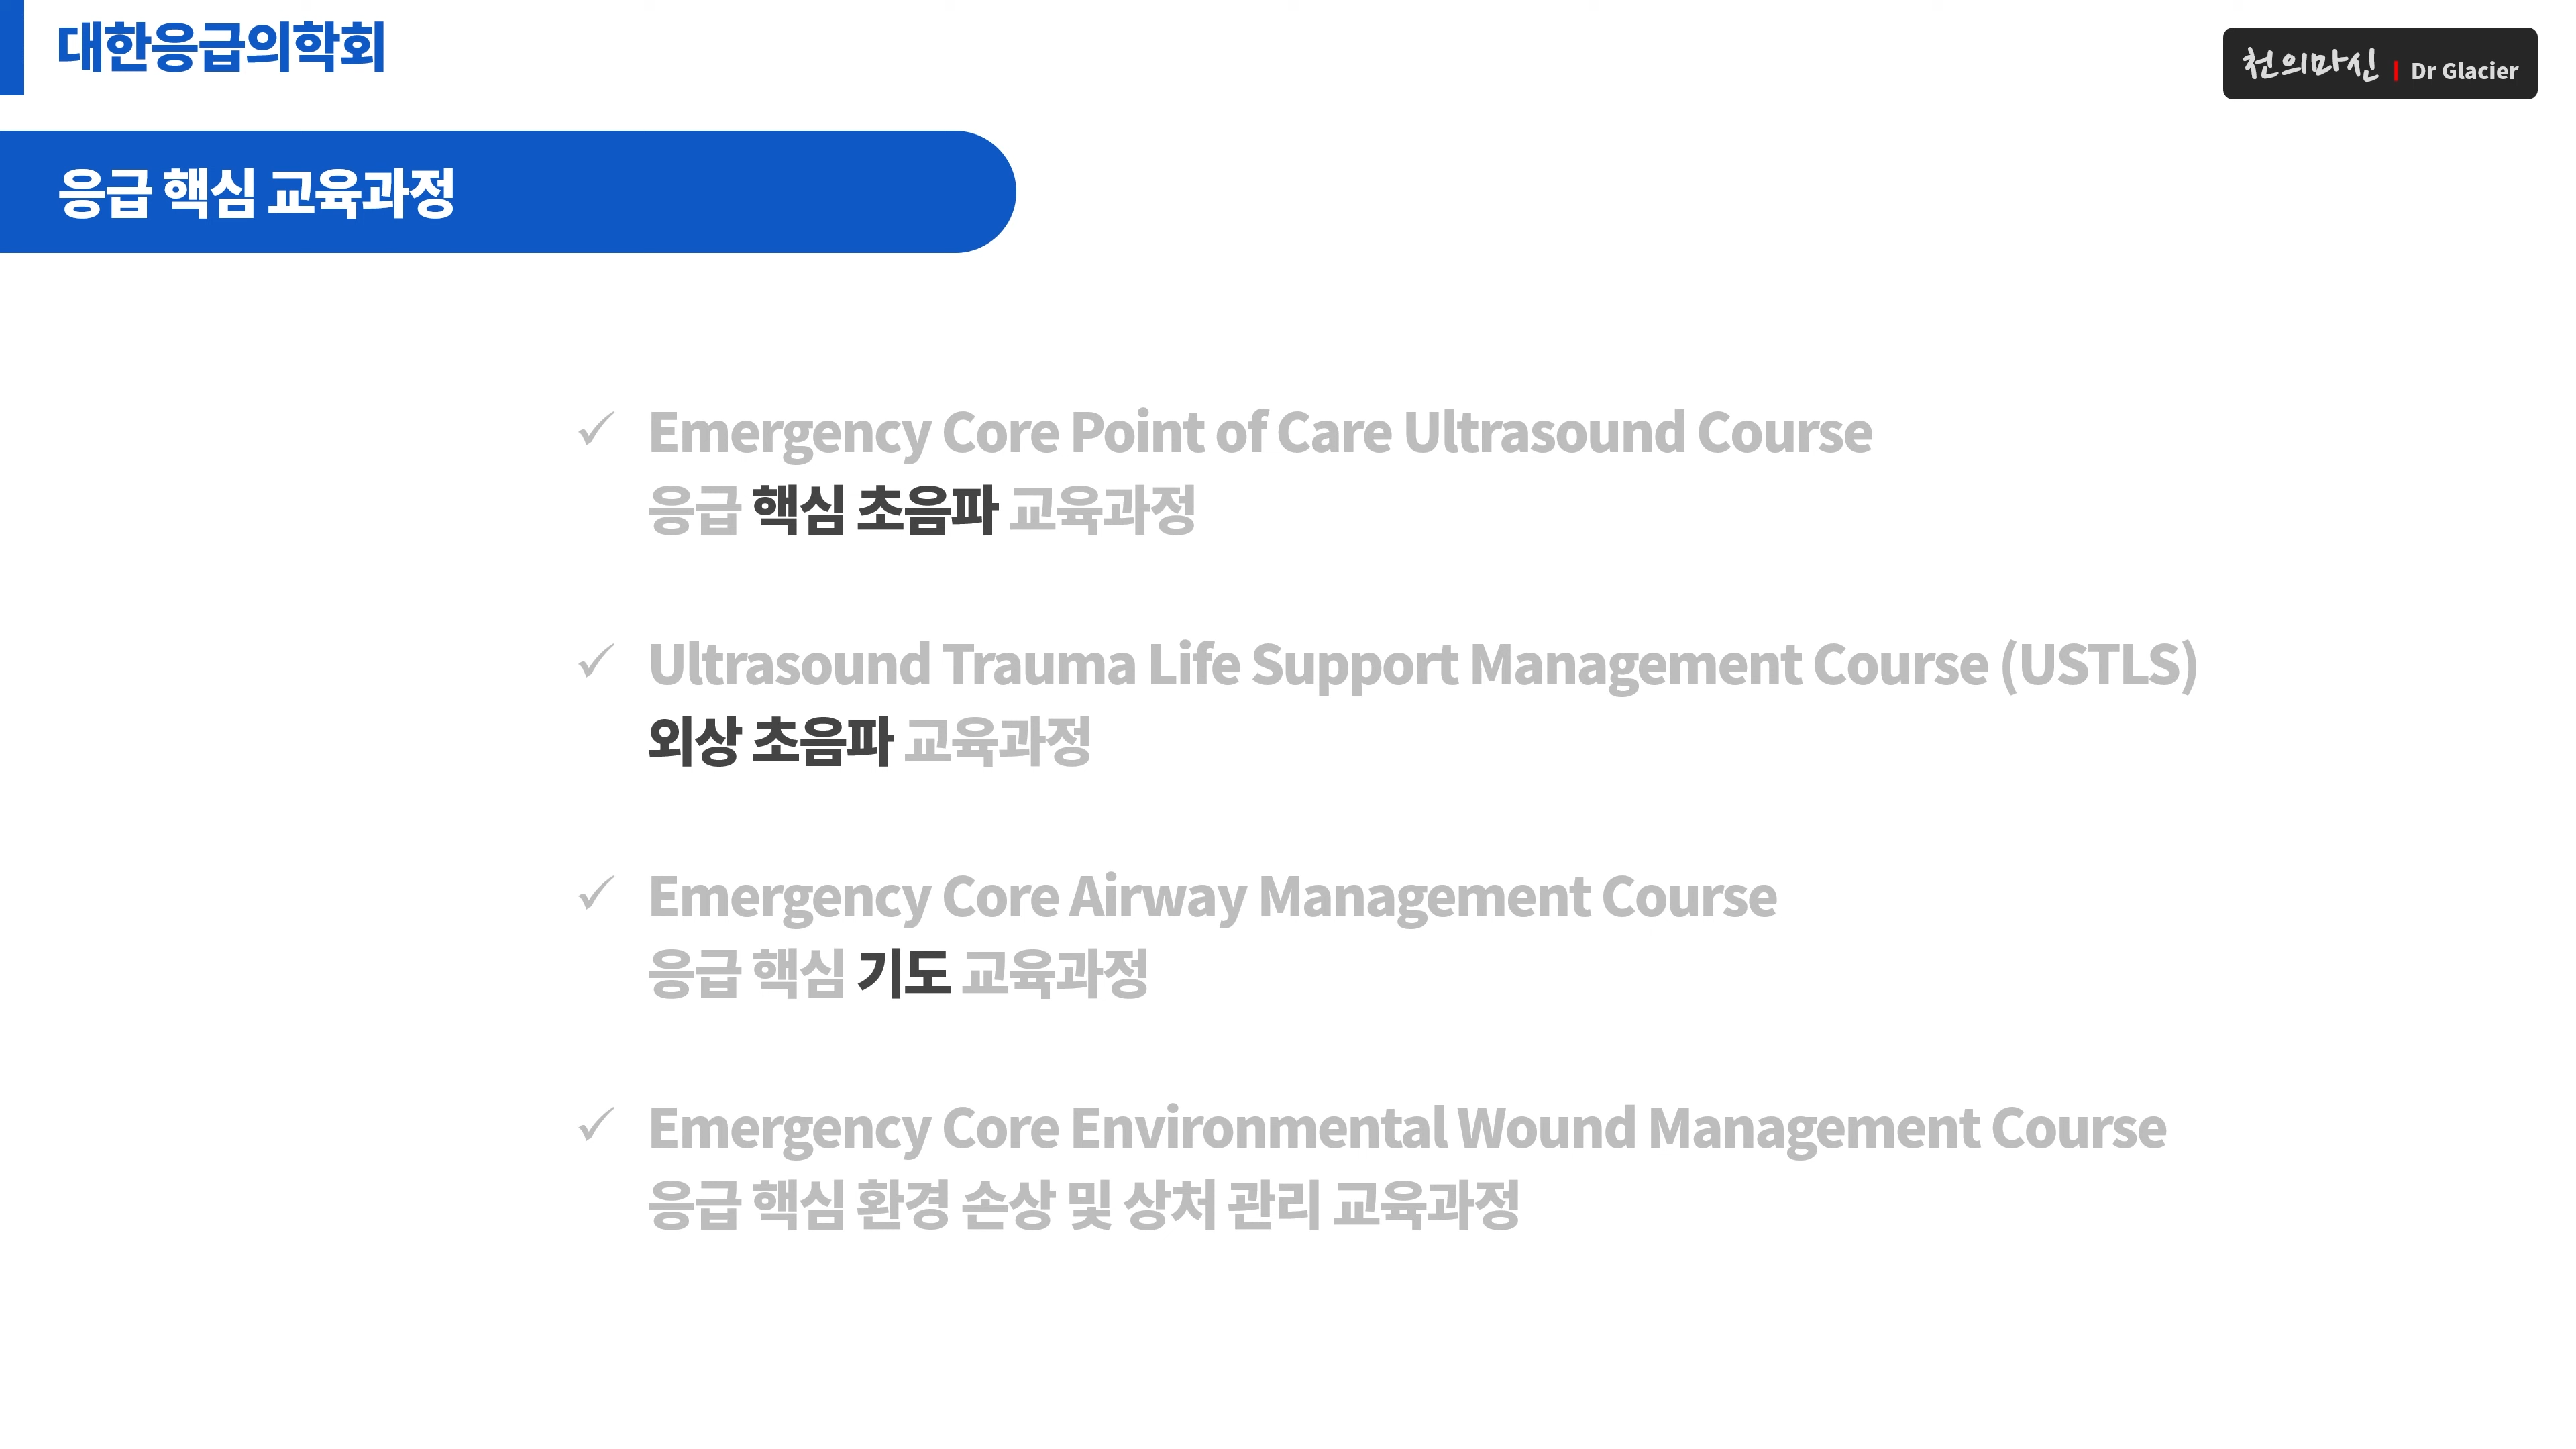 대한응급의학회
천의마신 | Dr Glacier
응급 핵심 교육과정
✓ Emergency Core Point of Care Ultrasound Course
응급 핵심 초음파 교육과정
✓ Ultrasound Trauma Life Support Management Course (USTLS)
외상 초음파 교육과정
✓ Emergency Core Airway Management Course
응급 핵심 기도 교육과정
✓ Emergency Core Environmental Wound Management Course
응급 핵심 환경 손상 및 상처 관리 교육과정